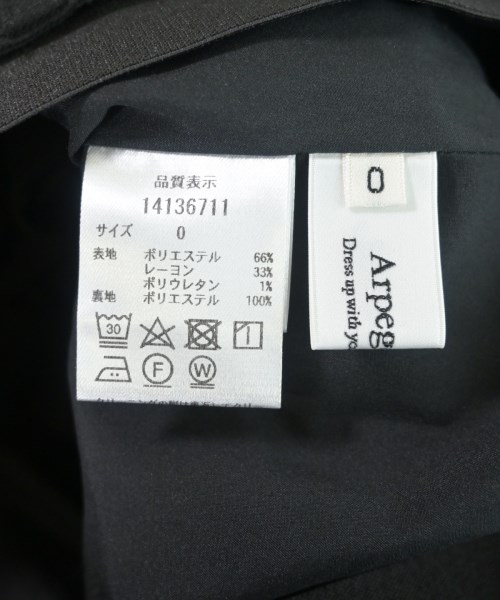 品質表示
14136711
サイズ 0
表地 ポリエステル 66%
レーヨン 33%
ポリウレタン 1%
裏地 ポリエステル 100%
30
F
W
0
Arpeg
Dress up with yo